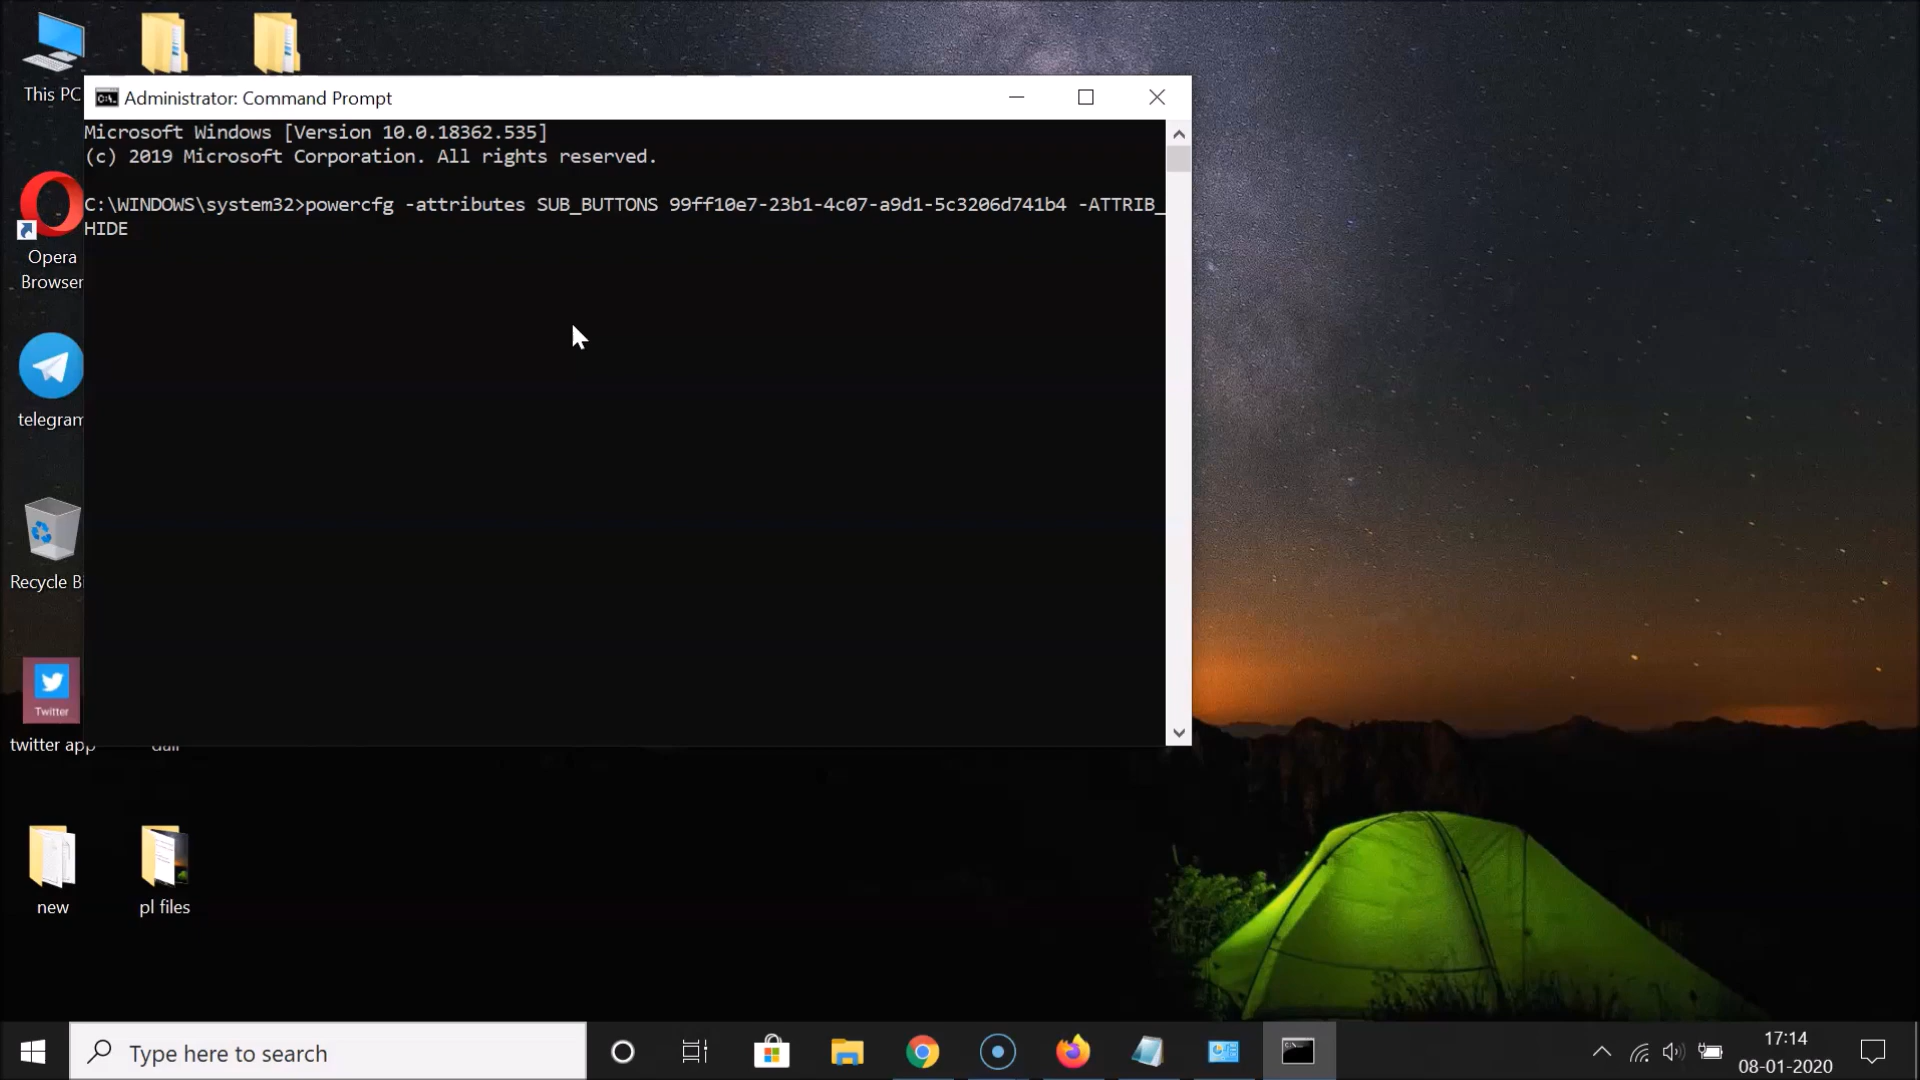 This PC
Administrator: Command Prompt
Microsoft Windows [Version 10.0.18362.535]
(c) 2019 Microsoft Corporation. All rights reserved.
C:\WINDOWS\system32>powercfg -attributes SUB_BUTTONS 99ff10e7-23b1-4c07-a9d1-5c3206d741b4 -ATTRIB_
HIDE
Opera
Browser
telegram
Recycle B
Twitter
twitter app
new
pl files
Type here to search
17:14
08-01-2020